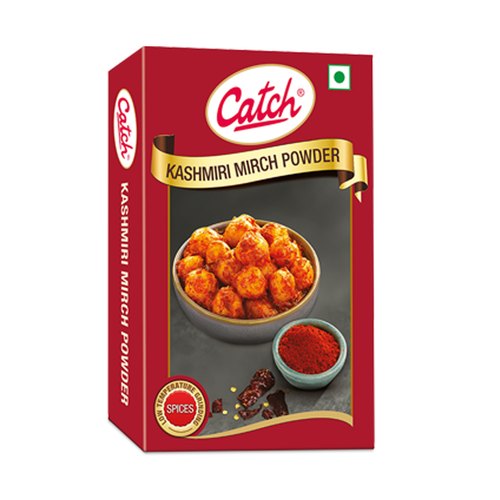 Catch®
KASHMIRI MIRCH POWDER
LOW TEMPERATURE GRINDING
SPICES
Catch®
KASHMIRI MIRCH POWDER